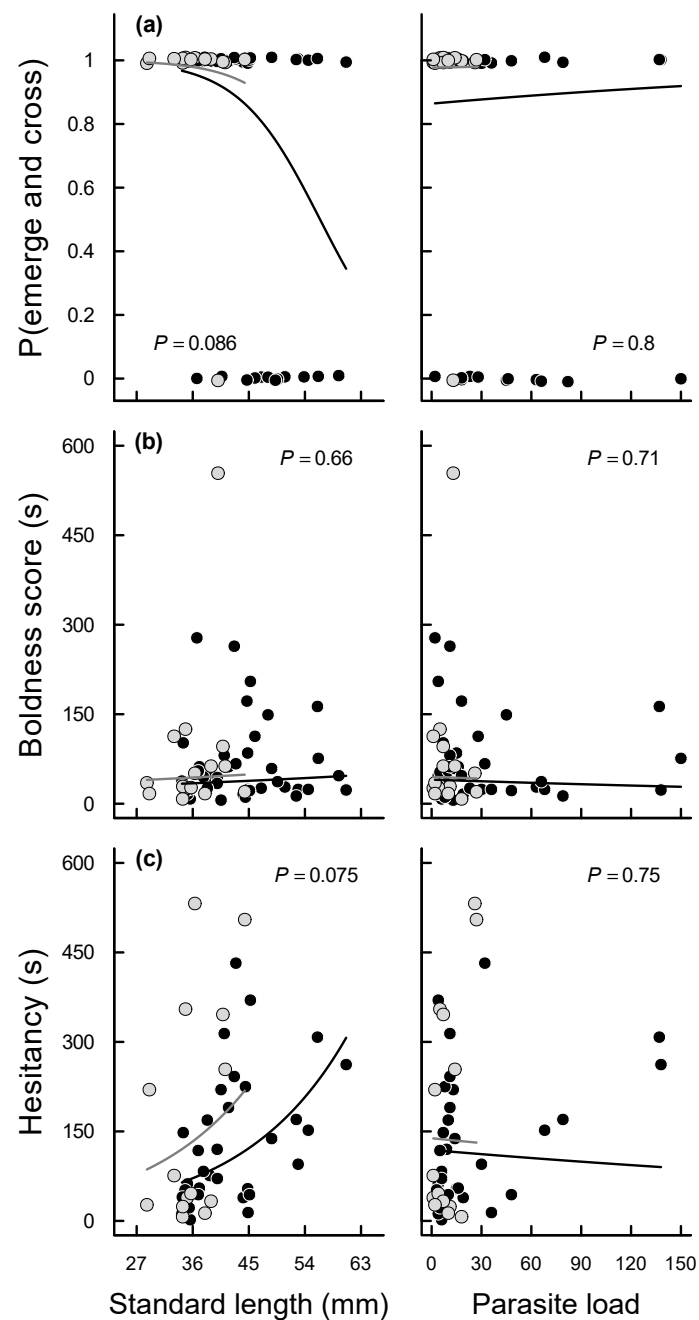 (a)
P(emerge and cross)
1
0.8
0.6
0.4
0.2
0
P = 0.086
P = 0.8
(b)
Boldness score (s)
600
450
300
150
0
P = 0.66
P = 0.71
(c)
Hesitancy (s)
600
450
300
150
0
P = 0.075
P = 0.75
27 36 45 54 63
0 30 60 90 120 150
Standard length (mm)
Parasite load